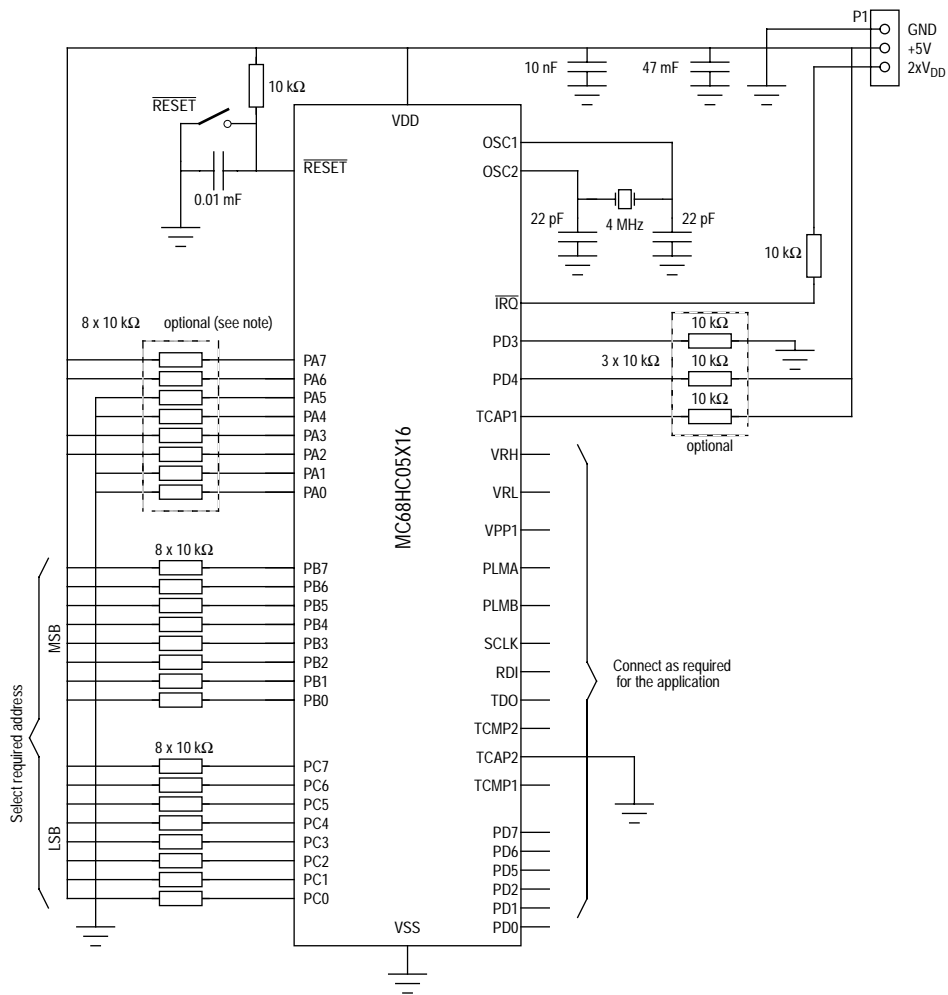 P1
GND
+5V
2xVDD
10 nF
47 mF
10 kΩ
RESET
0.01 mF
VDD
RESET
OSC1
OSC2
22 pF
4 MHz
22 pF
10 kΩ
IRQ
8 x 10 kΩ
optional (see note)
PA7
PA6
PA5
PA4
PA3
PA2
PA1
PA0
PD3
PD4
TCAP1
3 x 10 kΩ
10 kΩ
10 kΩ
10 kΩ
optional
MC68HC05X16
VRH
VRL
VPP1
PLMA
PLMB
SCLK
RDI
TDO
TCMP2
TCAP2
TCMP1
PD7
PD6
PD5
PD2
PD1
PD0
Connect as required
for the application
8 x 10 kΩ
PB7
PB6
PB5
PB4
PB3
PB2
PB1
PB0
MSB
Select required address
LSB
8 x 10 kΩ
PC7
PC6
PC5
PC4
PC3
PC2
PC1
PC0
VSS